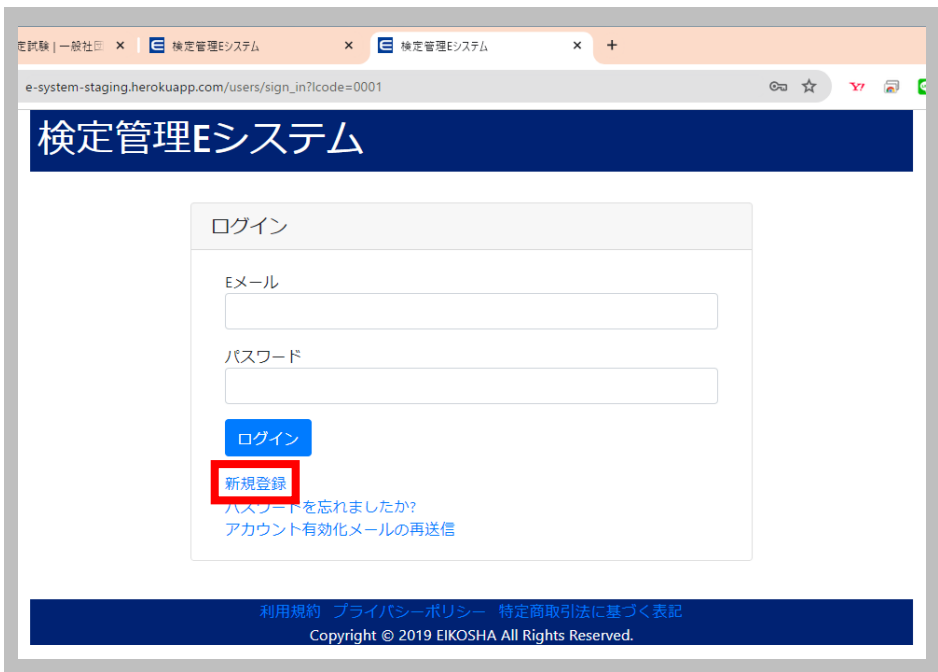 定試験 | 一般社団 × 検定管理Eシステム × 検定管理Eシステム × +
e-system-staging.herokuapp.com/users/sign_in?lcode=0001
検定管理Eシステム
ログイン
Eメール
パスワード
ログイン
新規登録
パスワードを忘れましたか?
アカウント有効化メールの再送信
利用規約 プライバシーポリシー 特定商取引法に基づく表記
Copyright © 2019 EIKOSHA All Rights Reserved.